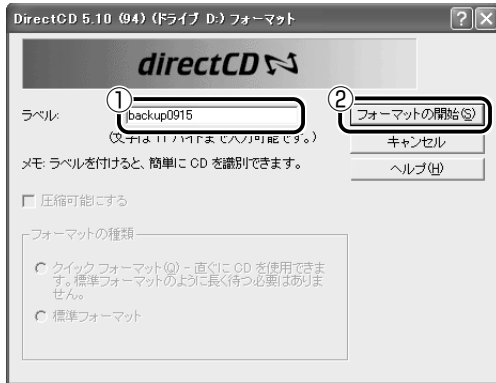 DirectCD 5.10 (94) (ドライブ D:) フォーマット
directCD
①
②
ラベル:
backup0915
フォーマットの開始(S)
(文字は 11 バイトまで入力可能です。)
キャンセル
メモ: ラベルを付けると、簡単に CD を識別できます。
ヘルプ(H)
圧縮可能にする
フォーマットの種類
クイック フォーマット(Q) - 直ぐに CD を使用できま
す。標準フォーマットのように長く待つ必要はありま
せん。
標準フォーマット